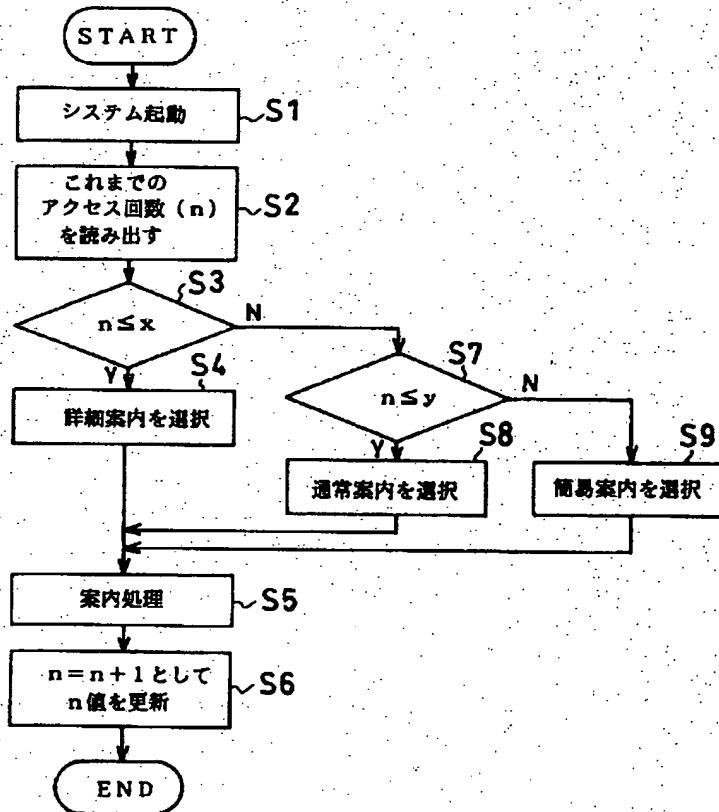 START
システム起動
S1
これまでの
アクセス回数（n）
を読み出す
S2
S3
n≦x
N
Y
S4
詳細案内を選択
S7
n≦y
N
Y
S8
通常案内を選択
S9
簡易案内を選択
案内処理
S5
n=n+1として
n値を更新
S6
END